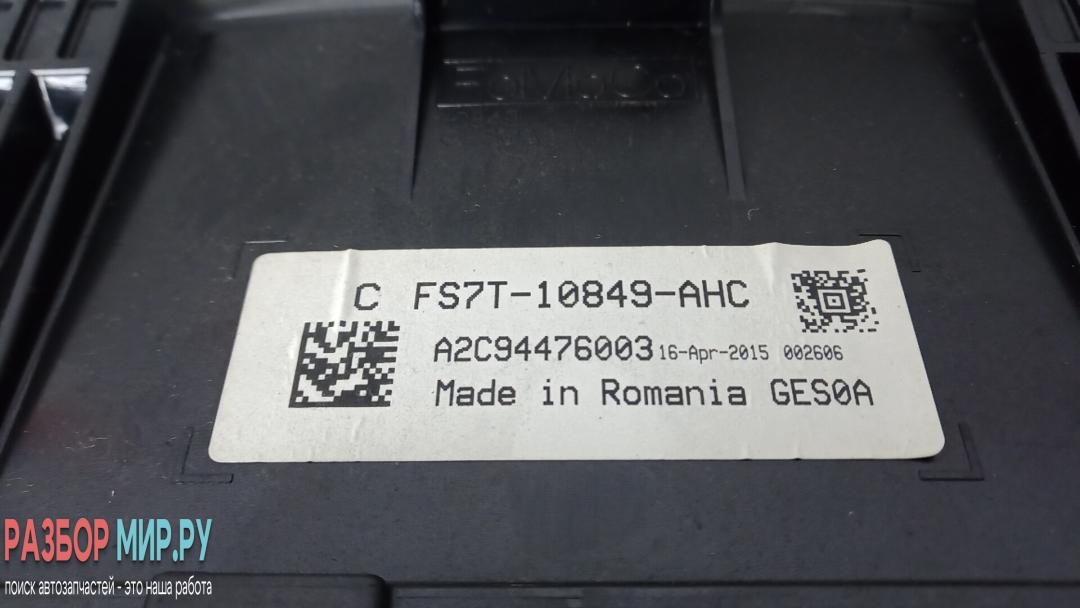 FoMoCo
C FS7T-10849-AHC
A2C94476003 16-Apr-2015 002606
Made in Romania GES0A
РАЗБОР МИР.РУ
поиск автозапчастей - это наша работа